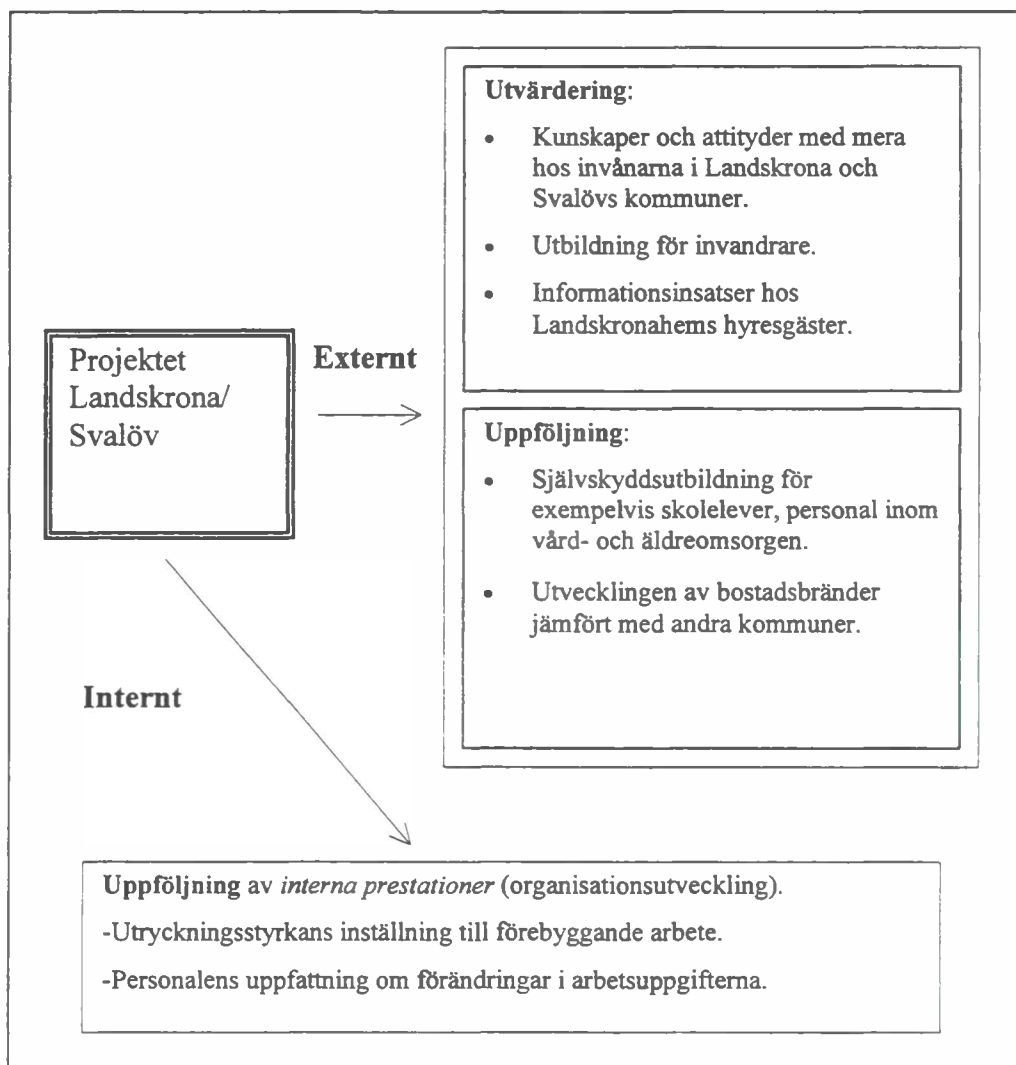 Utvärdering:
• Kunskaper och attityder med mera
hos invånarna i Landskrona och
Svalövs kommuner.
• Utbildning för invandrare.
• Informationsinsatser hos
Landskronahems hyresgäster.
Projektet
Landskrona/
Svalöv
Externt
Uppföljning:
• Självskyddsutbildning för
exempelvis skolelever, personal inom
vård- och äldreomsorgen.
• Utvecklingen av bostadsbränder
jämfört med andra kommuner.
Internt
Uppföljning av interna prestationer (organisationsutveckling).
-Utryckningsstyrkans inställning till förebyggande arbete.
-Personalens uppfattning om förändringar i arbetsuppgifterna.